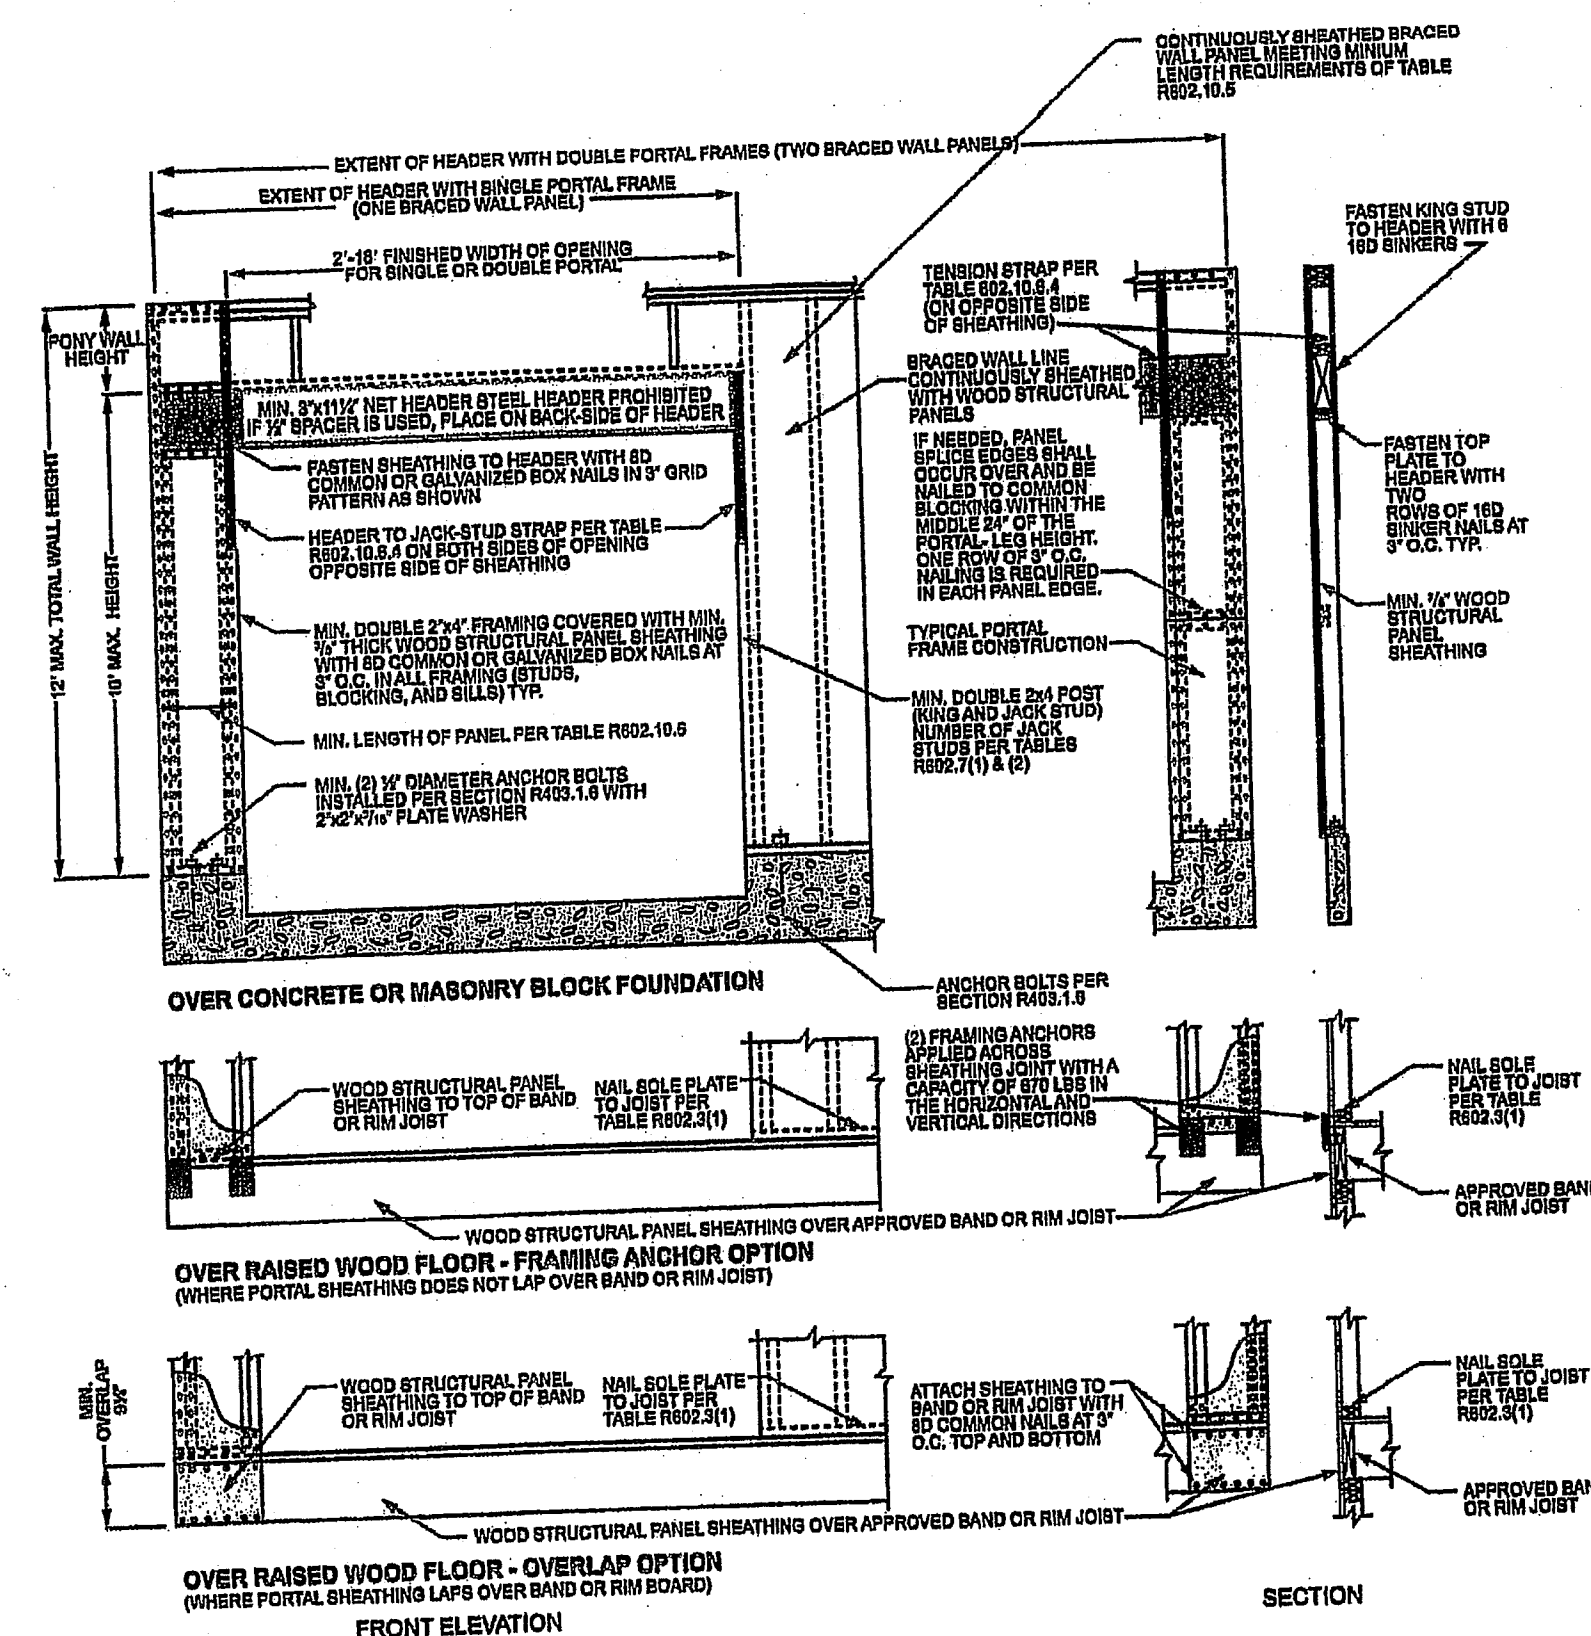 CONTINUOUSLY SHEATHED BRACED
WALL PANEL MEETING MINIUM
LENGTH REQUIREMENTS OF TABLE
R602.10.5
EXTENT OF HEADER WITH DOUBLE PORTAL FRAMES (TWO BRACED WALL PANELS)
EXTENT OF HEADER WITH SINGLE PORTAL FRAME
(ONE BRACED WALL PANEL)
2'-18' FINISHED WIDTH OF OPENING
FOR SINGLE OR DOUBLE PORTAL
FASTEN KING STUD
TO HEADER WITH 6
16D SINKERS
TENSION STRAP PER
TABLE 602.10.6.4
(ON OPPOSITE SIDE
OF SHEATHING)
PONY WALL
HEIGHT
12' MAX. TOTAL WALL HEIGHT
10' MAX. HEIGHT
MIN. 3"x11½" NET HEADER STEEL HEADER PROHIBITED
IF ½" SPACER IS USED, PLACE ON BACK-SIDE OF HEADER
BRACED WALL LINE
CONTINUOUSLY SHEATHED
WITH WOOD STRUCTURAL
PANELS
FASTEN SHEATHING TO HEADER WITH 8D
COMMON OR GALVANIZED BOX NAILS IN 3" GRID
PATTERN AS SHOWN
HEADER TO JACK-STUD STRAP PER TABLE
R602.10.6.4 ON BOTH SIDES OF OPENING
OPPOSITE SIDE OF SHEATHING
IF NEEDED, PANEL
SPLICE EDGES SHALL
OCCUR OVER AND BE
NAILED TO COMMON
BLOCKING WITHIN THE
MIDDLE 24" OF THE
PORTAL- LEG HEIGHT.
ONE ROW OF 3" O.C.
NAILING IS REQUIRED
IN EACH PANEL EDGE.
FASTEN TOP
PLATE TO
HEADER WITH
TWO
ROWS OF 16D
SINKER NAILS AT
3" O.C. TYP.
MIN. DOUBLE 2"x4" FRAMING COVERED WITH MIN.
⅜" THICK WOOD STRUCTURAL PANEL SHEATHING
WITH 8D COMMON OR GALVANIZED BOX NAILS AT
3" O.C. IN ALL FRAMING (STUDS,
BLOCKING, AND SILLS) TYP.
TYPICAL PORTAL
FRAME CONSTRUCTION
MIN. ⅜" WOOD
STRUCTURAL
PANEL
SHEATHING
MIN. LENGTH OF PANEL PER TABLE R602.10.5
MIN. DOUBLE 2x4 POST
(KING AND JACK STUD)
NUMBER OF JACK
STUDS PER TABLES
R602.7(1) & (2)
MIN. (2) ½" DIAMETER ANCHOR BOLTS
INSTALLED PER SECTION R403.1.6 WITH
2"x2"x³/₁₆" PLATE WASHER
OVER CONCRETE OR MASONRY BLOCK FOUNDATION
ANCHOR BOLTS PER
SECTION R403.1.6
WOOD STRUCTURAL PANEL
SHEATHING TO TOP OF BAND
OR RIM JOIST
NAIL SOLE PLATE
TO JOIST PER
TABLE R602.3(1)
(2) FRAMING ANCHORS
APPLIED ACROSS
SHEATHING JOINT WITH A
CAPACITY OF 670 LBS IN
THE HORIZONTAL AND
VERTICAL DIRECTIONS
NAIL SOLE
PLATE TO JOIST
PER TABLE
R602.3(1)
APPROVED BAND
OR RIM JOIST
WOOD STRUCTURAL PANEL SHEATHING OVER APPROVED BAND OR RIM JOIST
OVER RAISED WOOD FLOOR - FRAMING ANCHOR OPTION
(WHERE PORTAL SHEATHING DOES NOT LAP OVER BAND OR RIM JOIST)
MIN.
OVERLAP
9½"
WOOD STRUCTURAL PANEL
SHEATHING TO TOP OF BAND
OR RIM JOIST
NAIL SOLE PLATE
TO JOIST PER
TABLE R602.3(1)
ATTACH SHEATHING TO
BAND OR RIM JOIST WITH
8D COMMON NAILS AT 3"
O.C. TOP AND BOTTOM
NAIL SOLE
PLATE TO JOIST
PER TABLE
R602.3(1)
APPROVED BAN
OR RIM JOIST
WOOD STRUCTURAL PANEL SHEATHING OVER APPROVED BAND OR RIM JOIST
OVER RAISED WOOD FLOOR - OVERLAP OPTION
(WHERE PORTAL SHEATHING LAPS OVER BAND OR RIM BOARD)
FRONT ELEVATION
SECTION